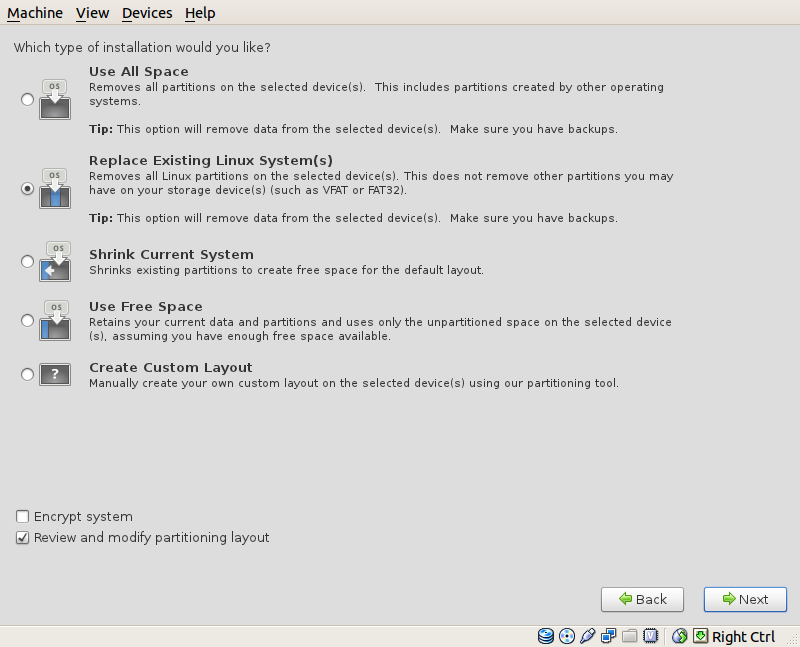 Machine View Devices Help
Which type of installation would you like?
OS
Use All Space
Removes all partitions on the selected device(s).  This includes partitions created by other operating
systems.
Tip: This option will remove data from the selected device(s).  Make sure you have backups.
OS
Replace Existing Linux System(s)
Removes all Linux partitions on the selected device(s). This does not remove other partitions you may
have on your storage device(s) (such as VFAT or FAT32).
Tip: This option will remove data from the selected device(s).  Make sure you have backups.
OS
Shrink Current System
Shrinks existing partitions to create free space for the default layout.
OS
Use Free Space
Retains your current data and partitions and uses only the unpartitioned space on the selected device
(s), assuming you have enough free space available.
?
Create Custom Layout
Manually create your own custom layout on the selected device(s) using our partitioning tool.
Encrypt system
Review and modify partitioning layout
Back Next
V Right Ctrl